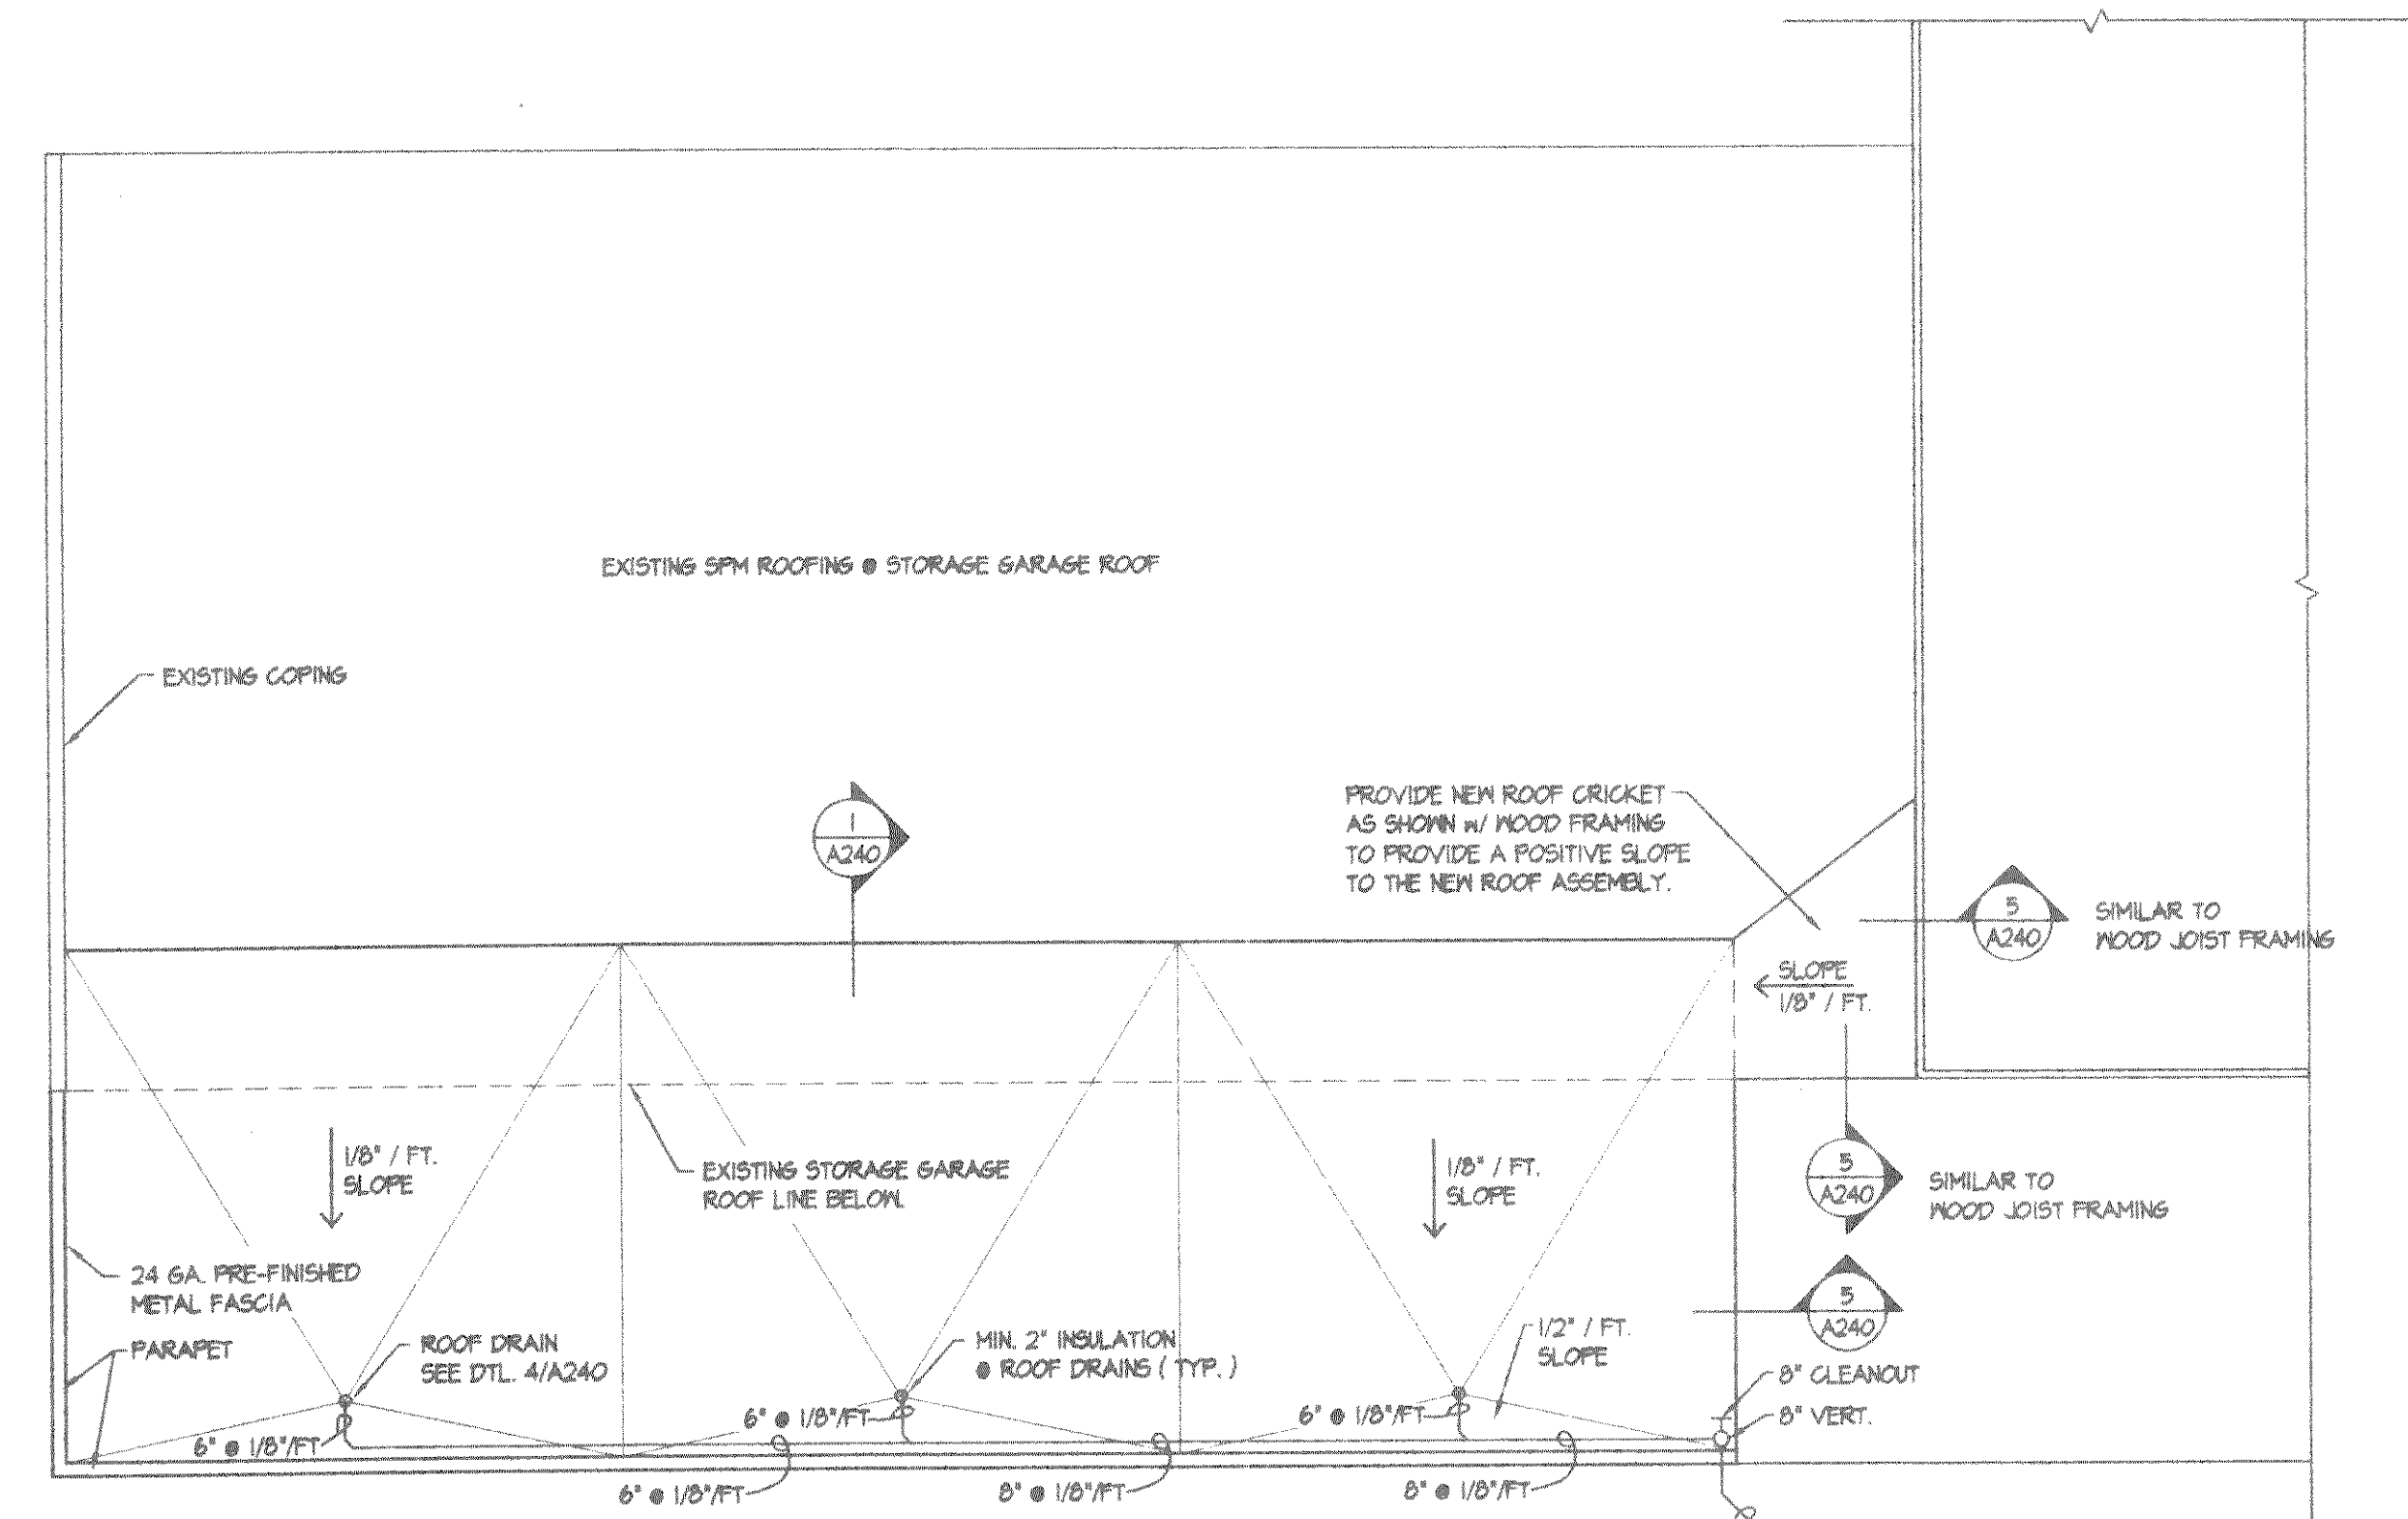 EXISTING SPM ROOFING @ STORAGE GARAGE ROOF
EXISTING COPING
1
A240
PROVIDE NEW ROOF CRICKET
AS SHOWN w/ WOOD FRAMING
TO PROVIDE A POSITIVE SLOPE
TO THE NEW ROOF ASSEMBLY.
5
A240
SIMILAR TO
WOOD JOIST FRAMING
SLOPE
1/8" / FT.
1/8" / FT.
SLOPE
EXISTING STORAGE GARAGE
ROOF LINE BELOW.
1/8" / FT.
SLOPE
5
A240
SIMILAR TO
WOOD JOIST FRAMING
24 GA. PRE-FINISHED
METAL FASCIA
PARAPET
ROOF DRAIN
SEE DTL. 4/A240
MIN. 2" INSULATION
@ ROOF DRAINS ( TYP. )
1/2" / FT.
SLOPE
5
A240
8" CLEANOUT
8" VERT.
6" @ 1/8"/FT
6" @ 1/8"/FT
6" @ 1/8"/FT
6" @ 1/8"/FT
8" @ 1/8"/FT
8" @ 1/8"/FT